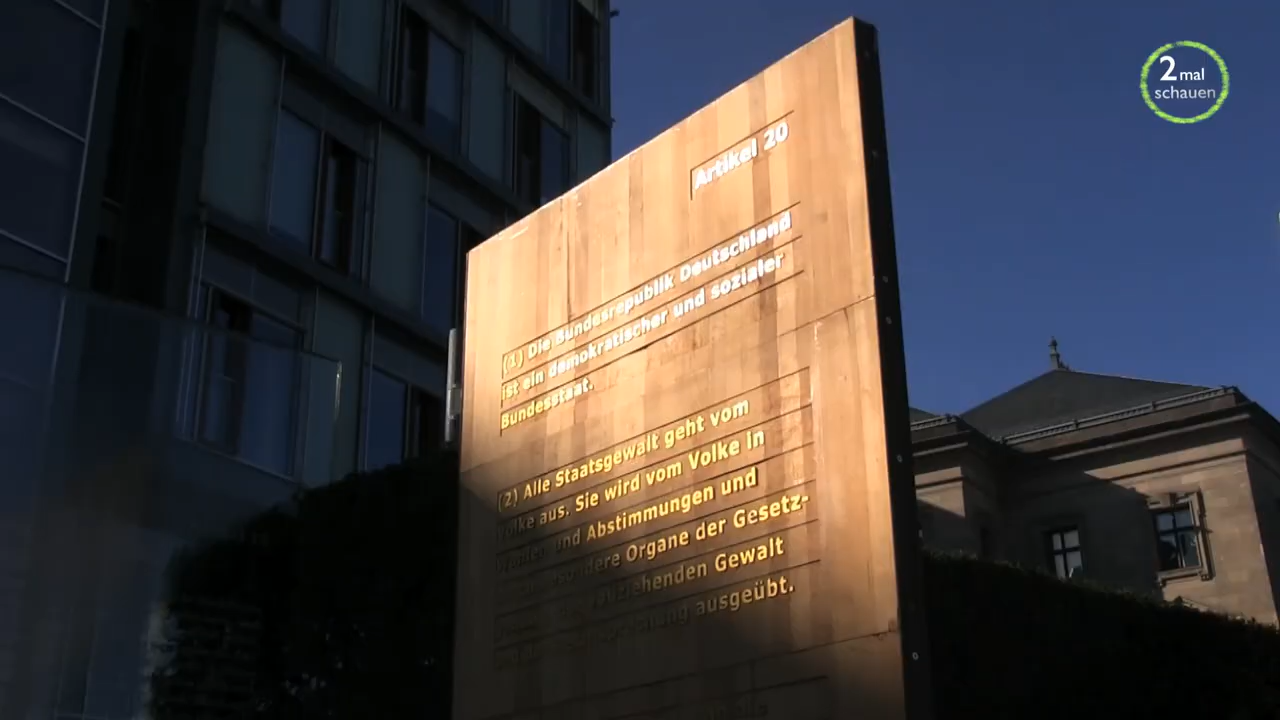 2mal
schauen
Artikel 20
(1) Die Bundesrepublik Deutschland
ist ein demokratischer und sozialer
Bundesstaat.
(2) Alle Staatsgewalt geht vom
Volke aus. Sie wird vom Volke in
und Abstimmungen und
Organe der Gesetz-
vollziehenden Gewalt
ausgeübt.